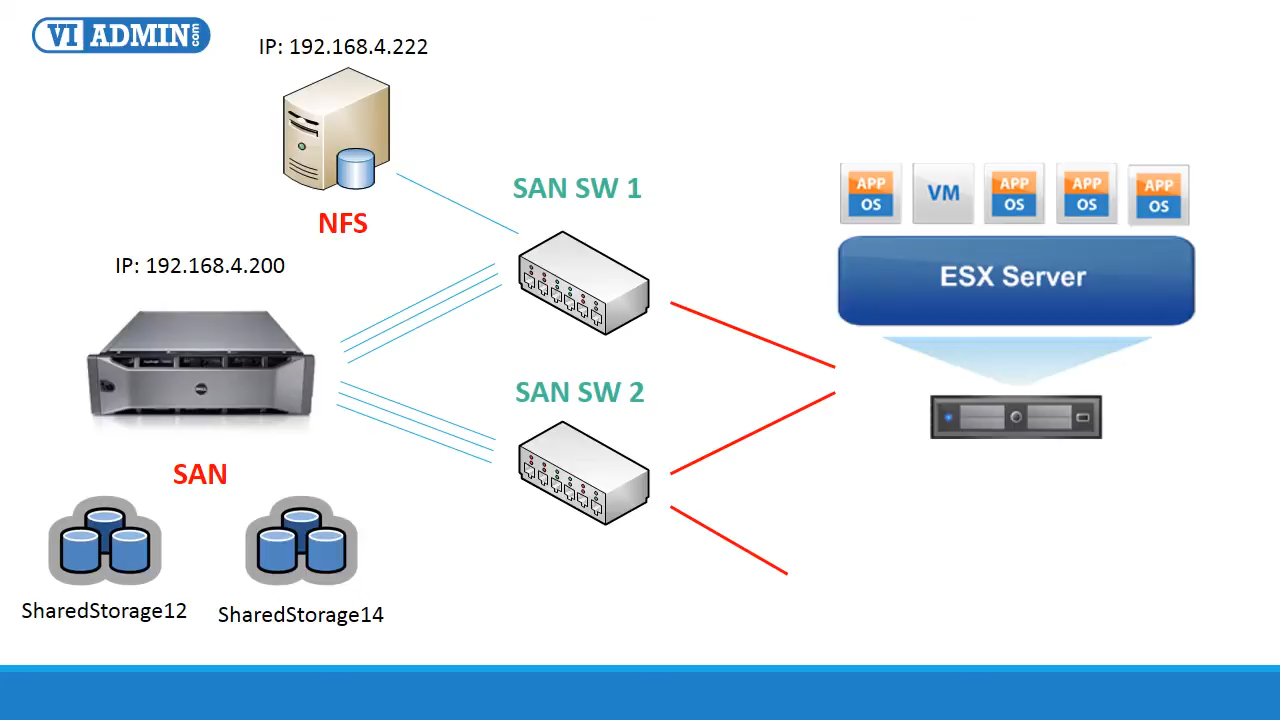 VI ADMIN .com
IP: 192.168.4.222
NFS
SAN SW 1
IP: 192.168.4.200
SAN SW 2
SAN
SharedStorage12
SharedStorage14
APP
OS
VM
APP
OS
APP
OS
APP
OS
ESX Server
DELL